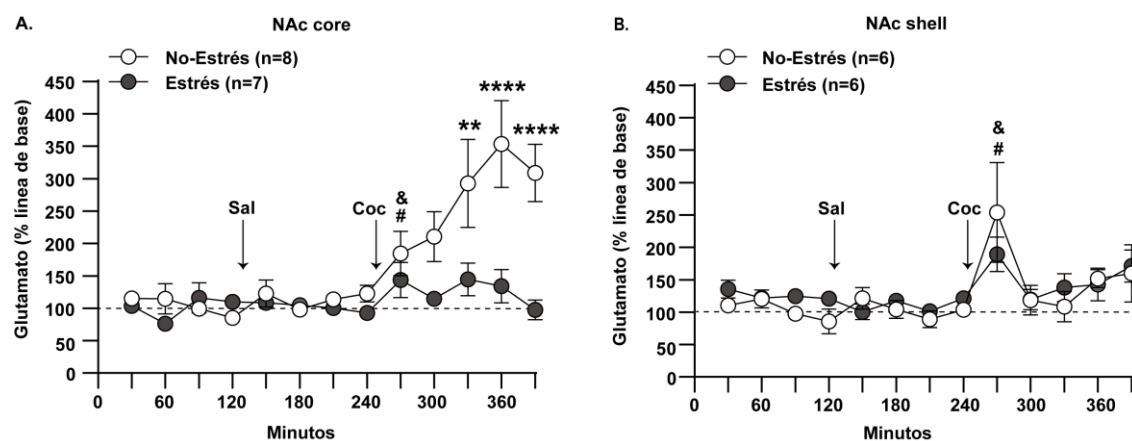 A.
NAc core
No-Estrés (n=8)
Estrés (n=7)
Glutamato (% línea de base)
450
400
350
300
250
200
150
100
50
0
Sal
Coc
&
#
**
****
****
0 60 120 180 240 300 360
Minutos
B.
NAc shell
No-Estrés (n=6)
Estrés (n=6)
Glutamato (% línea de base)
450
400
350
300
250
200
150
100
50
0
Sal
Coc
&
#
0 60 120 180 240 300 360
Minutos